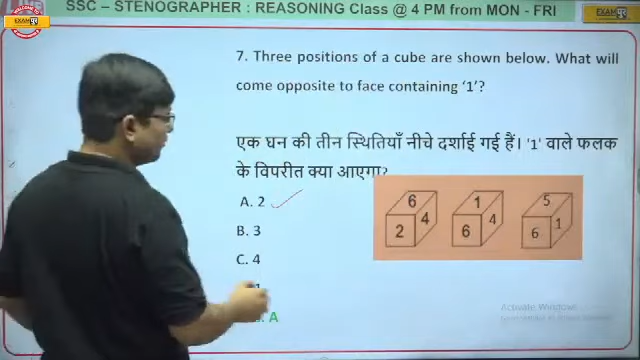 SSC – STENOGRAPHER : REASONING Class @ 4 PM from MON - FRI
7. Three positions of a cube are shown below. What will
come opposite to face containing ‘1’?
एक घन की तीन स्थितियाँ नीचे दर्शाई गई हैं। '1' वाले फलक
के विपरीत क्या आएगा?
A. 2
B. 3
C. 4
A
6
4
2
1
4
6
5
1
6
Activate Windows